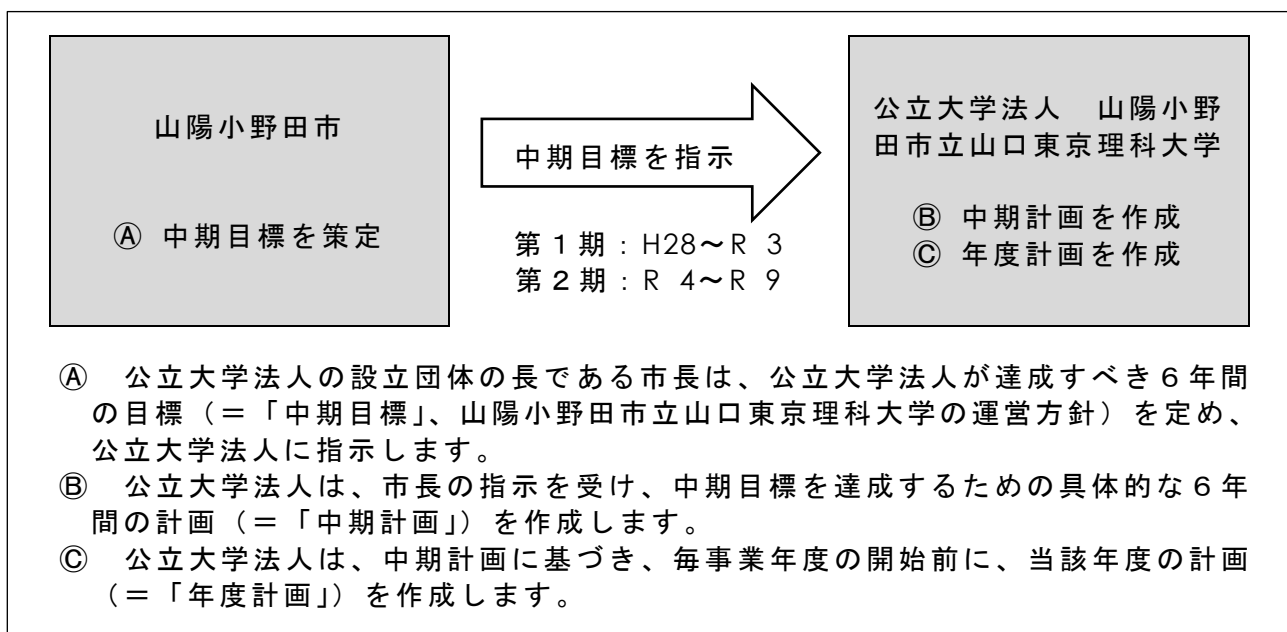 山陽小野田市
Ⓐ 中期目標を策定
中期目標を指示
第１期：H28～R 3
第２期：R 4～R 9
公立大学法人　山陽小野
田市立山口東京理科大学
Ⓑ 中期計画を作成
Ⓒ 年度計画を作成
Ⓐ　公立大学法人の設立団体の長である市長は、公立大学法人が達成すべき６年間
の目標（＝「中期目標」、山陽小野田市立山口東京理科大学の運営方針）を定め、
公立大学法人に指示します。
Ⓑ　公立大学法人は、市長の指示を受け、中期目標を達成するための具体的な６年
間の計画（＝「中期計画」）を作成します。
Ⓒ　公立大学法人は、中期計画に基づき、毎事業年度の開始前に、当該年度の計画
（＝「年度計画」）を作成します。